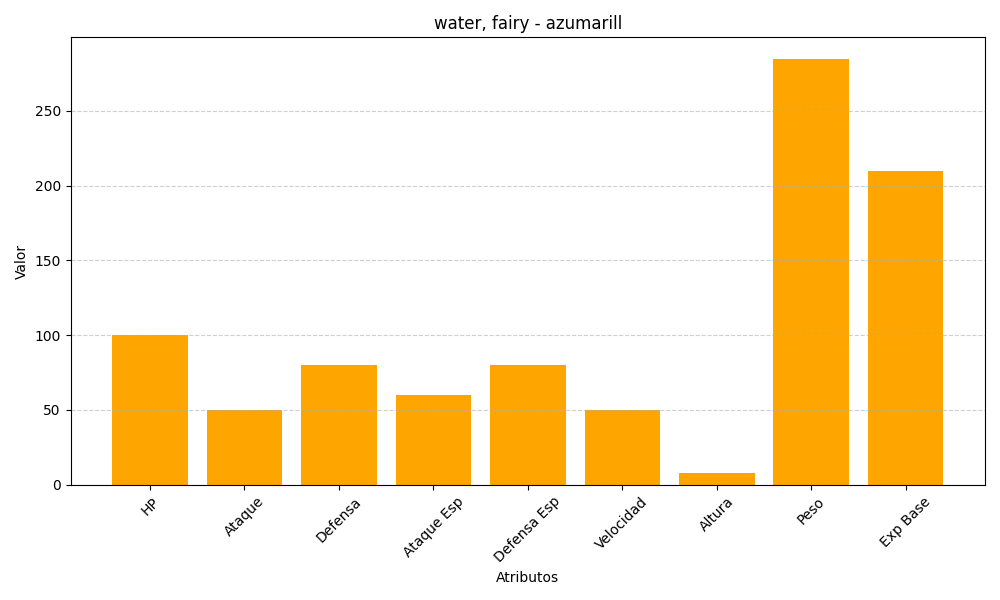 water, fairy - azumarill
Valor
250
200
150
100
50
0
HP
Ataque
Defensa
Ataque Esp
Defensa Esp
Velocidad
Altura
Peso
Exp Base
Atributos